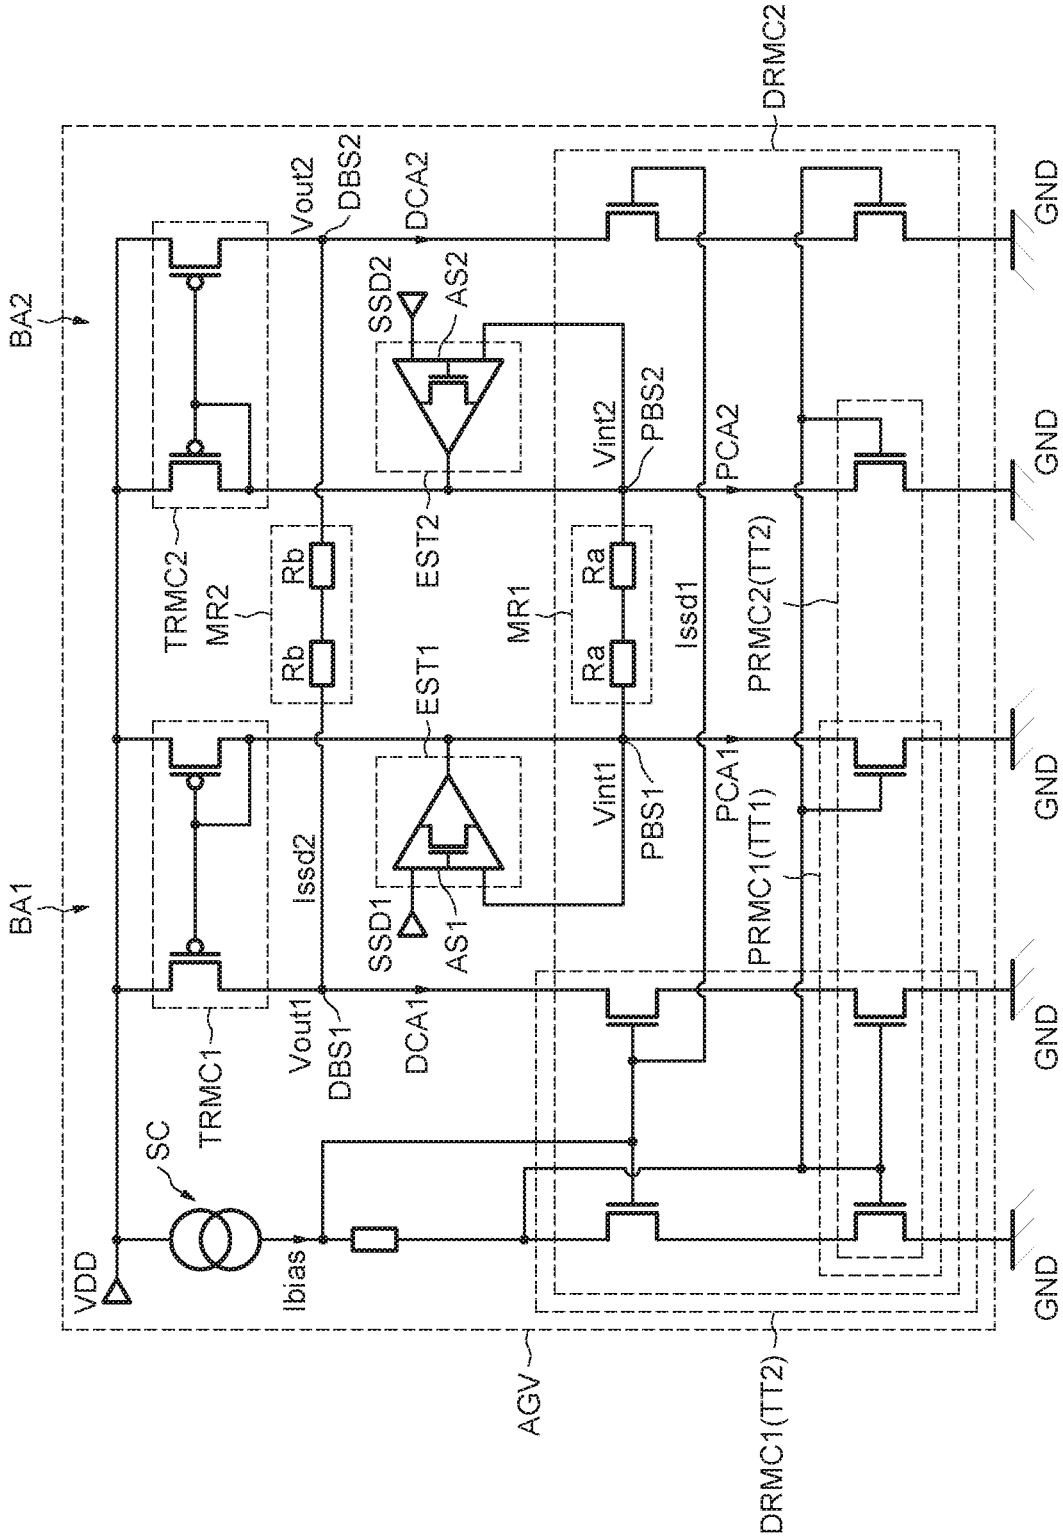 BA1
BA2
VDD
SC
Ibias
TRMC1
Vout1
DBS1
DCA1
Issd2
SSD1
AS1
EST1
TRMC2
MR2
Rb
Rb
EST2
SSD2
AS2
Vout2
DBS2
DCA2
Vint1
PBS1
PCA1
MR1
Ra
Ra
Vint2
PBS2
PCA2
Issd1
PRMC1(TT1)
PRMC2(TT2)
AGV
DRMC1(TT2)
DRMC2
GND
GND
GND
GND
GND